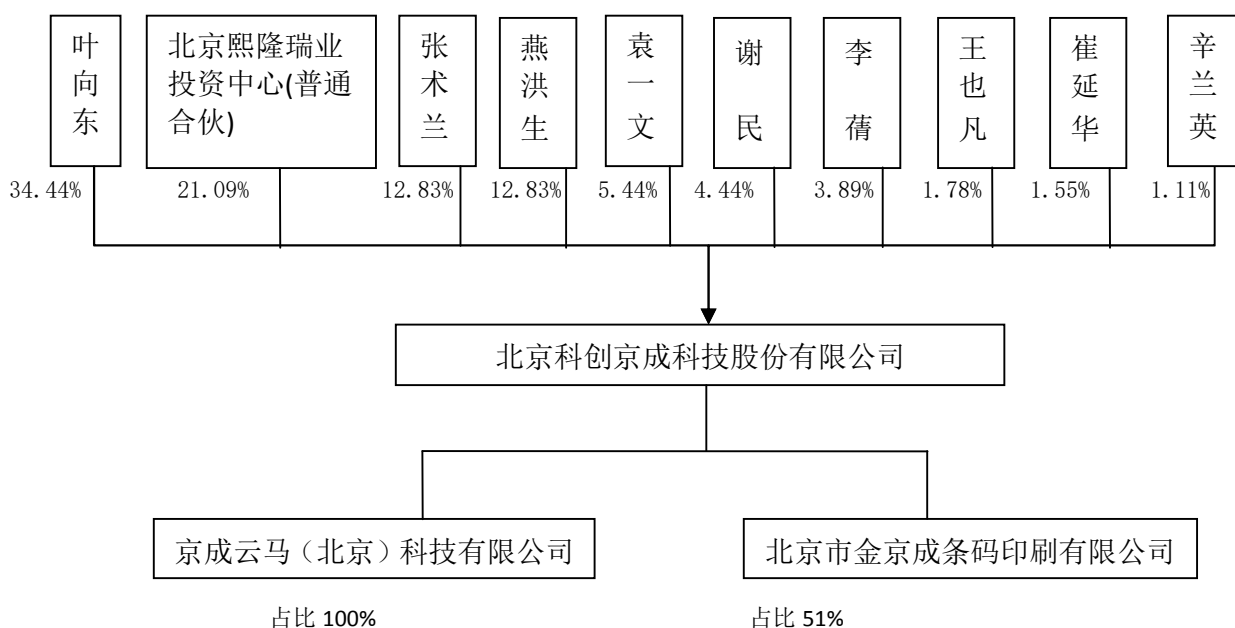 叶向东
北京熙隆瑞业
投资中心(普通
合伙)
张术兰
燕洪生
袁一文
谢民
李蒨
王也凡
崔延华
辛兰英
34.44%
21.09%
12.83%
12.83%
5.44%
4.44%
3.89%
1.78%
1.55%
1.11%
北京科创京成科技股份有限公司
京成云马（北京）科技有限公司
北京市金京成条码印刷有限公司
占比 100%
占比 51%